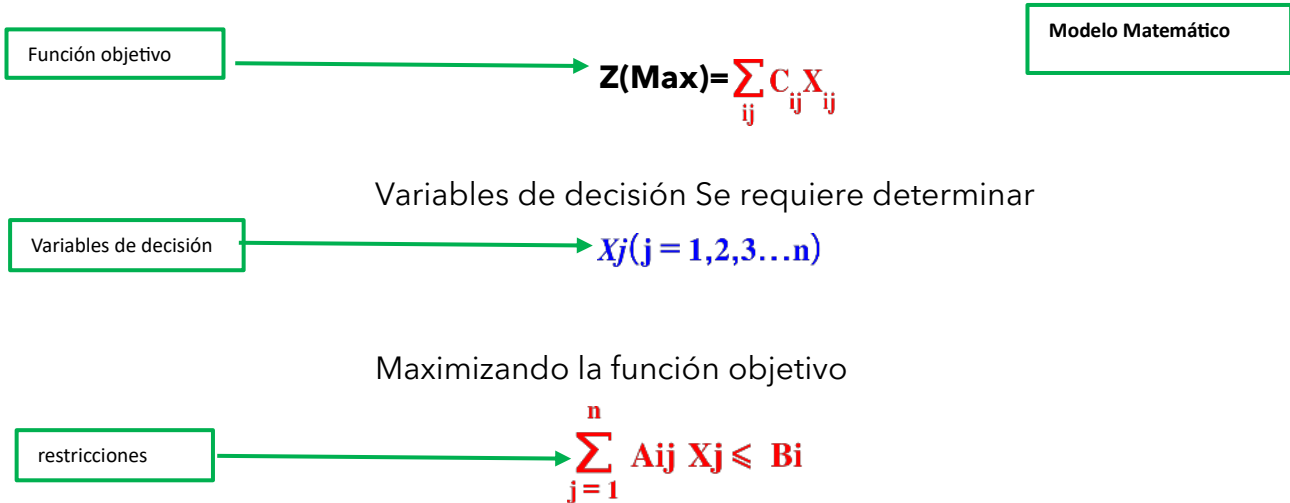 Modelo Matemático
Función objetivo
Z(Max)=∑ij CijXij
Variables de decisión Se requiere determinar
Variables de decisión
Xj(j = 1,2,3...n)
Maximizando la función objetivo
restricciones
n
∑ Aij Xj ⩽ Bi
j = 1